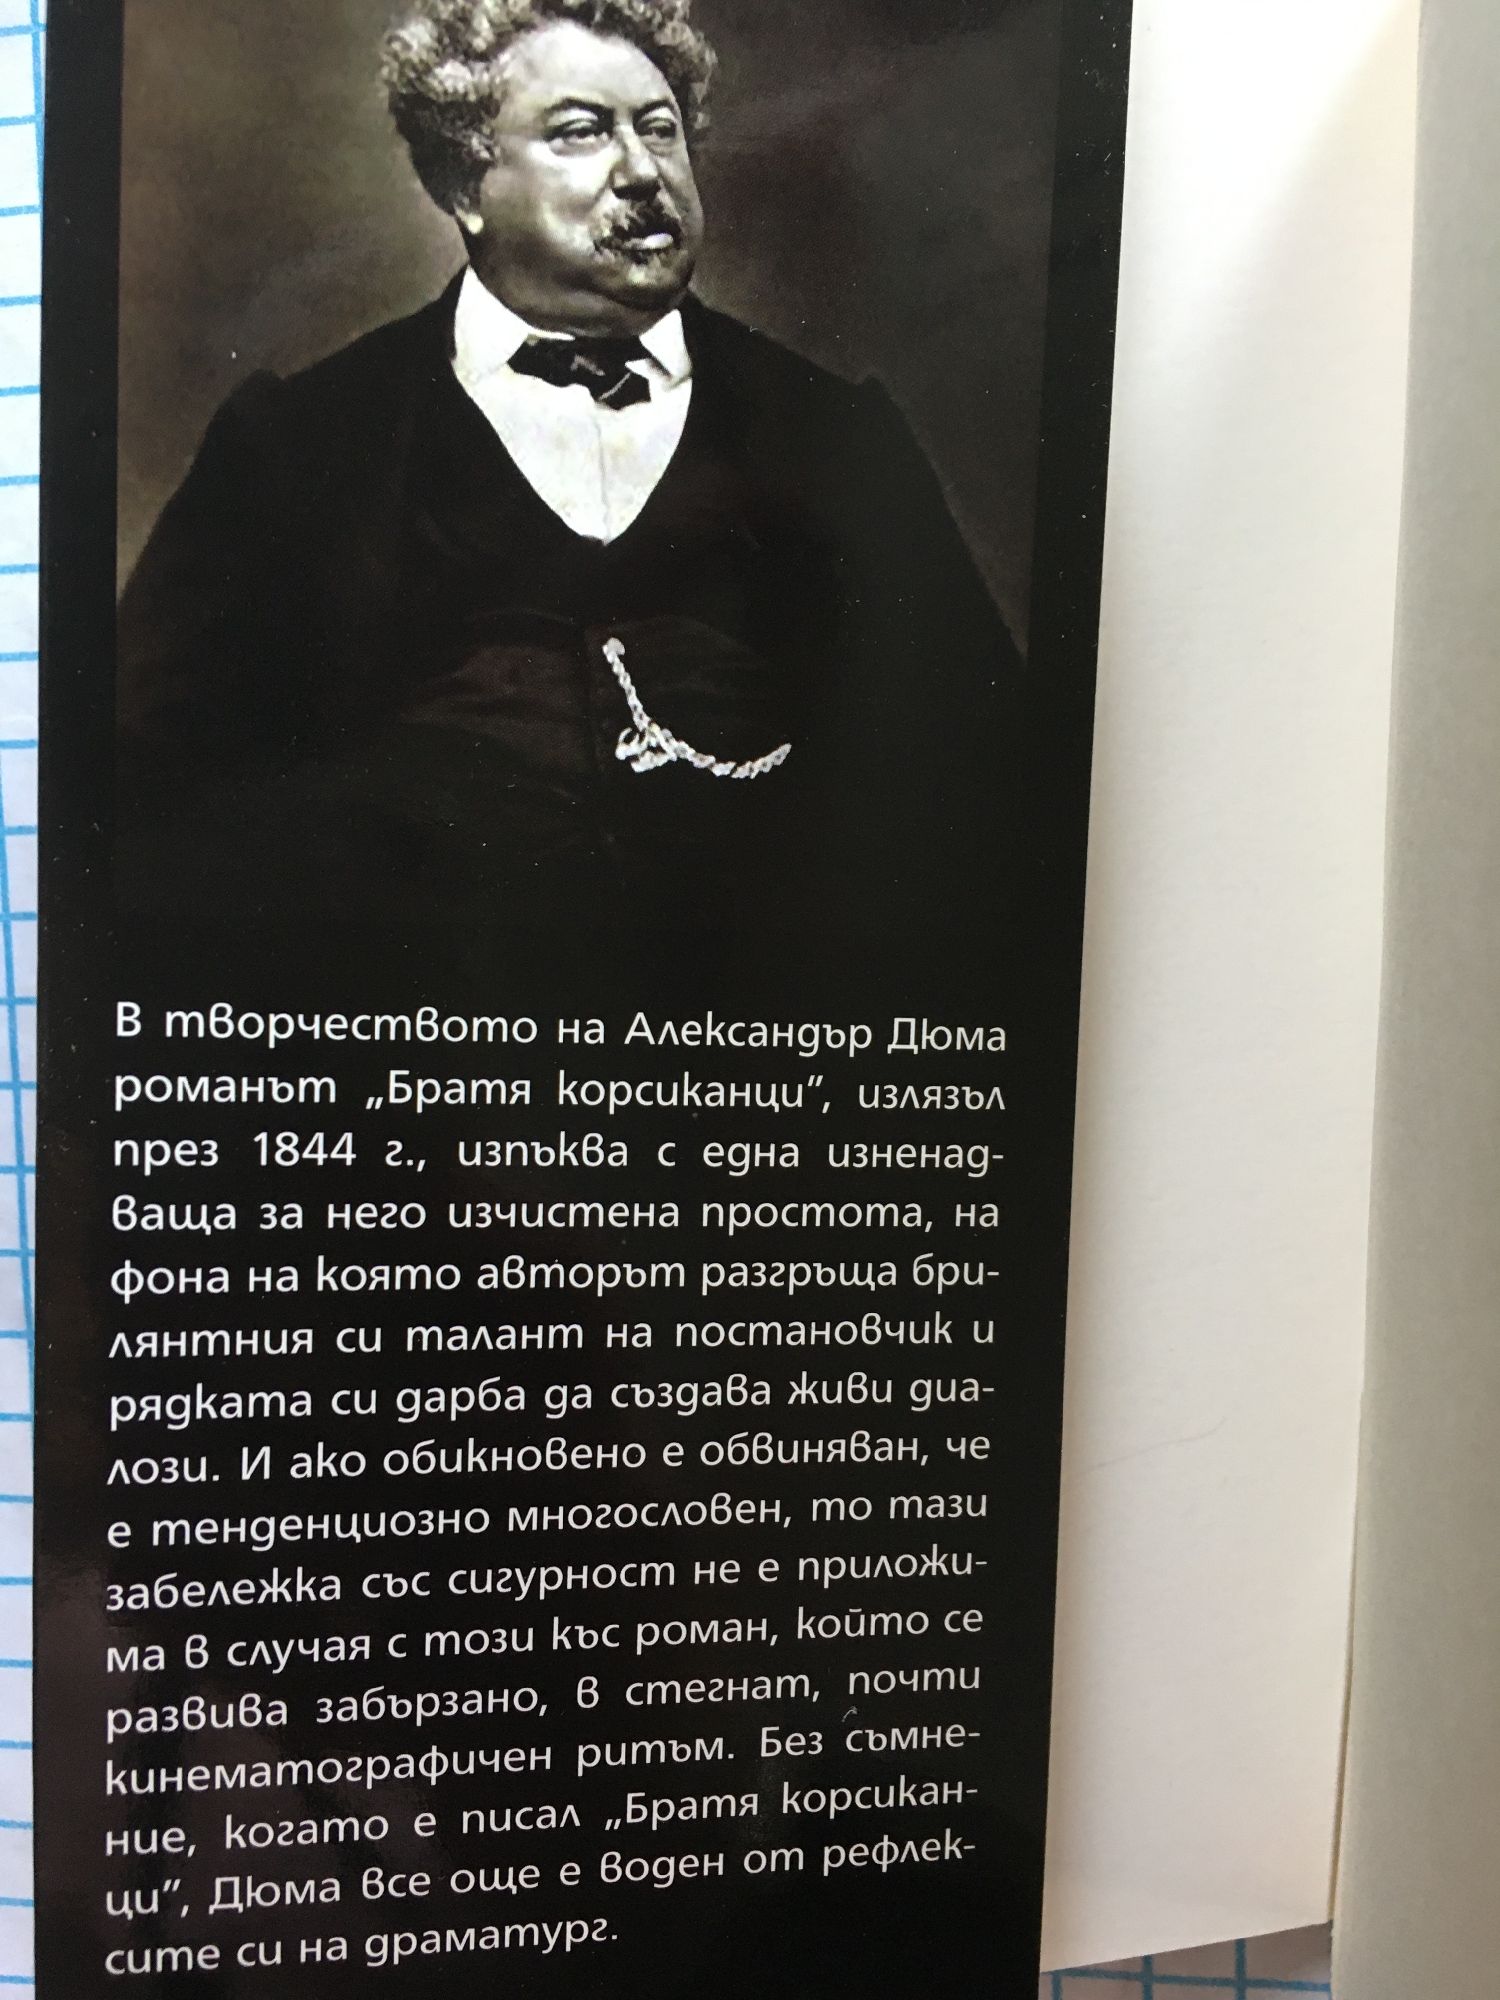 В творчеството на Александър Дюма
романът „Братя корсиканци”, излязъл
през 1844 г., изпъква с една изненад-
ваща за него изчистена простота, на
фона на която авторът разгръща бри-
лянтния си талант на постановчик и
рядката си дарба да създава живи диа-
лози. И ако обикновено е обвиняван, че
е тенденциозно многословен, то тази
забележка със сигурност не е приложи-
ма в случая с този къс роман, който се
развива забързано, в стегнат, почти
кинематографичен ритъм. Без съмне-
ние, когато е писал „Братя корсикан-
ци”, Дюма все още е воден от рефлек-
сите си на драматург.